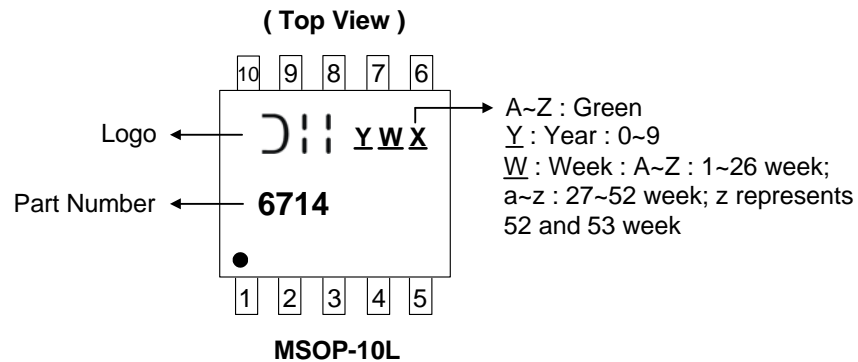 ( Top View )
10 9 8 7 6
Logo
Y W X
A~Z : Green
Y : Year : 0~9
W : Week : A~Z : 1~26 week;
a~z : 27~52 week; z represents
52 and 53 week
Part Number
6714
1 2 3 4 5
MSOP-10L